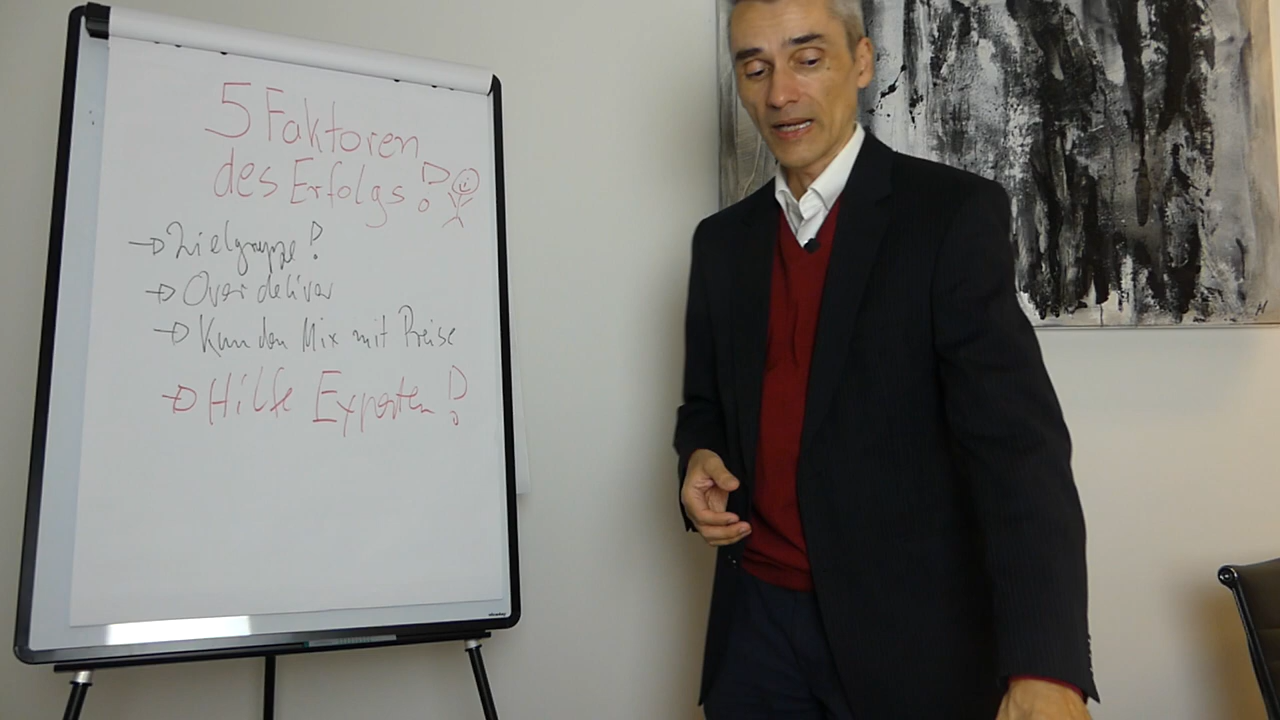 5 Faktoren
des Erfolgs!
→ Zielgruppe!
→ Over deliver
→ Kunden Mix mit Preise
→ Hilfe Experten!